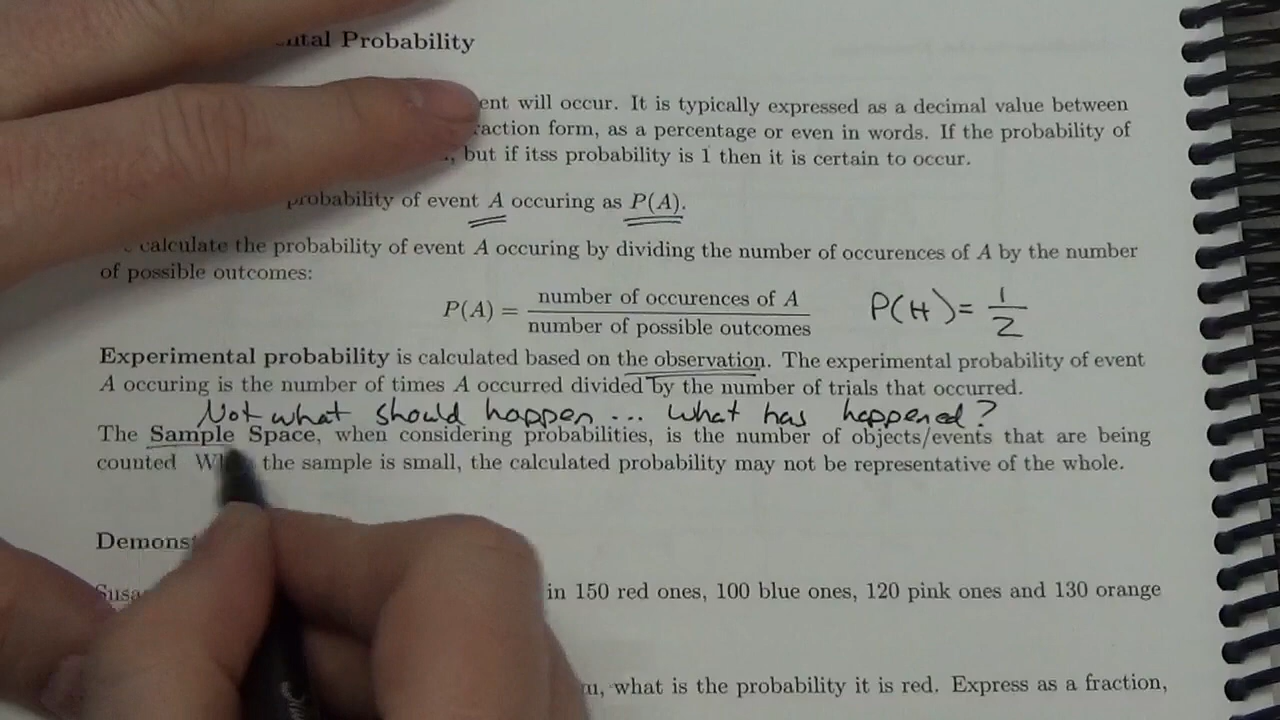 Probability
will occur. It is typically expressed as a decimal value between
form, as a percentage or even in words. If the probability of
but if itss probability is 1 then it is certain to occur.
probability of event A occuring as P(A).
calculate the probability of event A occuring by dividing the number of occurences of A by the number
of possible outcomes:
P(A) = number of occurences of A / number of possible outcomes P(H) = 1/2
Experimental probability is calculated based on the observation. The experimental probability of event
A occuring is the number of times A occurred divided by the number of trials that occurred.
Not what should happen ... what has happened?
The Sample Space, when considering probabilities, is the number of objects/events that are being
counted the sample is small, the calculated probability may not be representative of the whole.
in 150 red ones, 100 blue ones, 120 pink ones and 130 orange
what is the probability it is red. Express as a fraction,